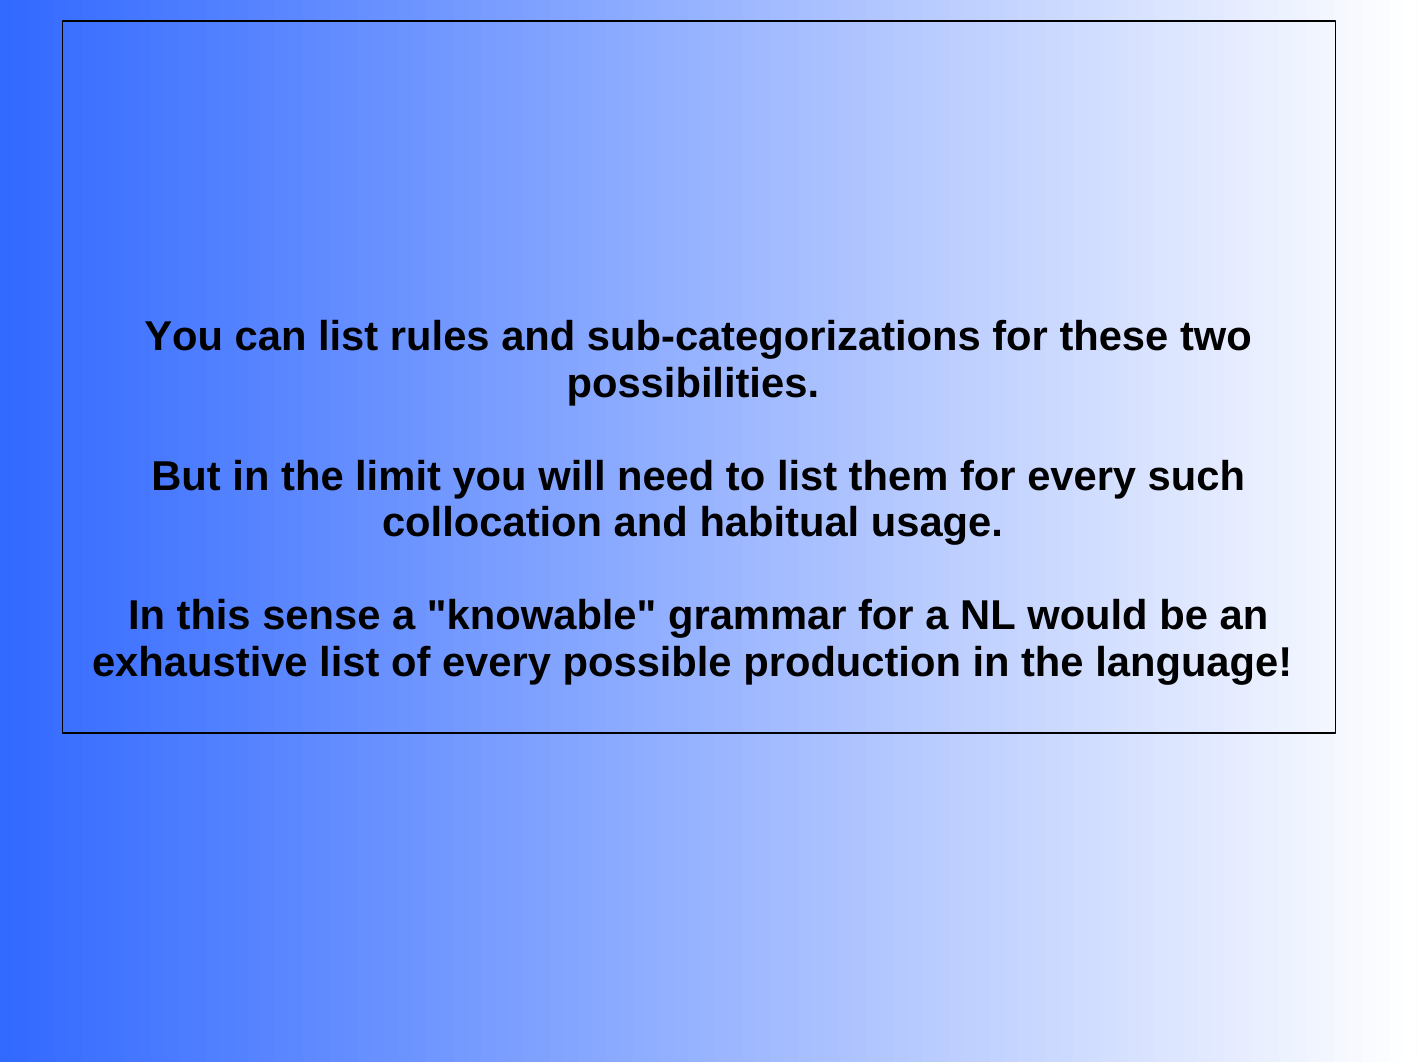 You can list rules and sub-categorizations for these two
possibilities.
But in the limit you will need to list them for every such
collocation and habitual usage.
In this sense a "knowable" grammar for a NL would be an
exhaustive list of every possible production in the language!